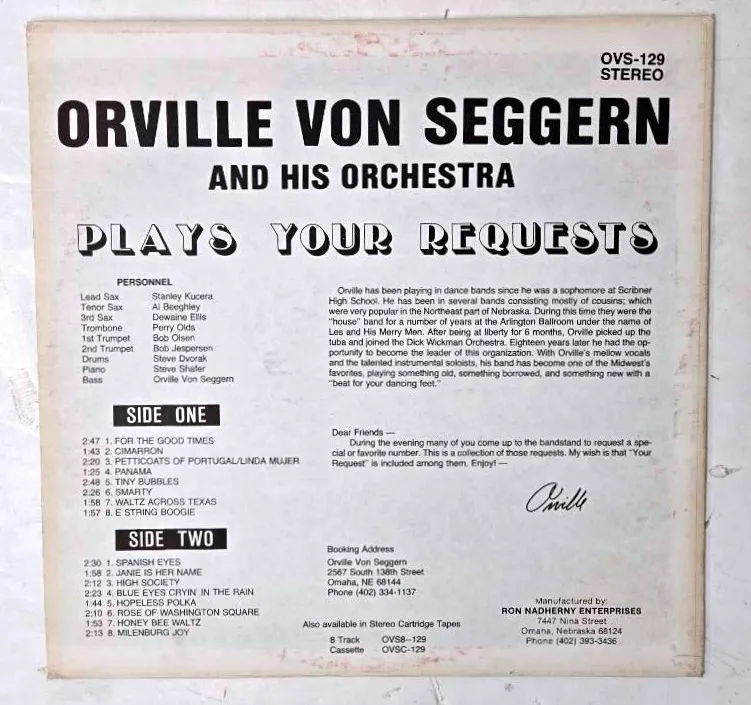 OVS-129
STEREO
ORVILLE VON SEGGERN
AND HIS ORCHESTRA
PLAYS YOUR REQUESTS
PERSONNEL
Lead Sax Stanley Kucera
Tenor Sax Al Beeghley
3rd Sax Dewaine Ellis
Trombone Perry Olds
1st Trumpet Bob Olsen
2nd Trumpet Bob Jespersen
Drums Steve Dvorak
Piano Steve Shafer
Bass Orville Von Seggern
Orville has been playing in dance bands since he was a sophomore at Scribner
High School. He has been in several bands consisting mostly of cousins; which
were very popular in the Northeast part of Nebraska. During this time they were the
"house" band for a number of years at the Arlington Ballroom under the name of
Les and His Merry Men. After being at liberty for 6 months, Orville picked up the
tuba and joined the Dick Wickman Orchestra. Eighteen years later he had the op-
portunity to become the leader of this organization. With Orville's mellow vocals
and the talented instrumental soloists, his band has become one of the Midwest's
favorites, playing something old, something borrowed, and something new with a
"beat for your dancing feet."
SIDE ONE
2:47 1. FOR THE GOOD TIMES
1:43 2. CIMARRON
2:20 3. PETTICOATS OF PORTUGAL/LINDA MUJER
1:25 4. PANAMA
2:48 5. TINY BUBBLES
2:26 6. SMARTY
1:58 7. WALTZ ACROSS TEXAS
1:57 8. E STRING BOOGIE
Dear Friends —
During the evening many of you come up to the bandstand to request a spe-
cial or favorite number. This is a collection of those requests. My wish is that "Your
Request" is included among them. Enjoy! —
Orville
SIDE TWO
2:30 1. SPANISH EYES
1:58 2. JANIE IS HER NAME
2:12 3. HIGH SOCIETY
2:23 4. BLUE EYES CRYIN' IN THE RAIN
1:44 5. HOPELESS POLKA
2:10 6. ROSE OF WASHINGTON SQUARE
1:53 7. HONEY BEE WALTZ
2:13 8. MILENBURG JOY
Booking Address
Orville Von Seggern
2567 South 138th Street
Omaha, NE 68144
Phone (402) 334-1137
Also available in Stereo Cartridge Tapes
8 Track OVS8--129
Cassette OVSC-129
Manufactured by:
RON NADHERNY ENTERPRISES
7447 Nina Street
Omaha, Nebraska 68124
Phone (402) 393-3436